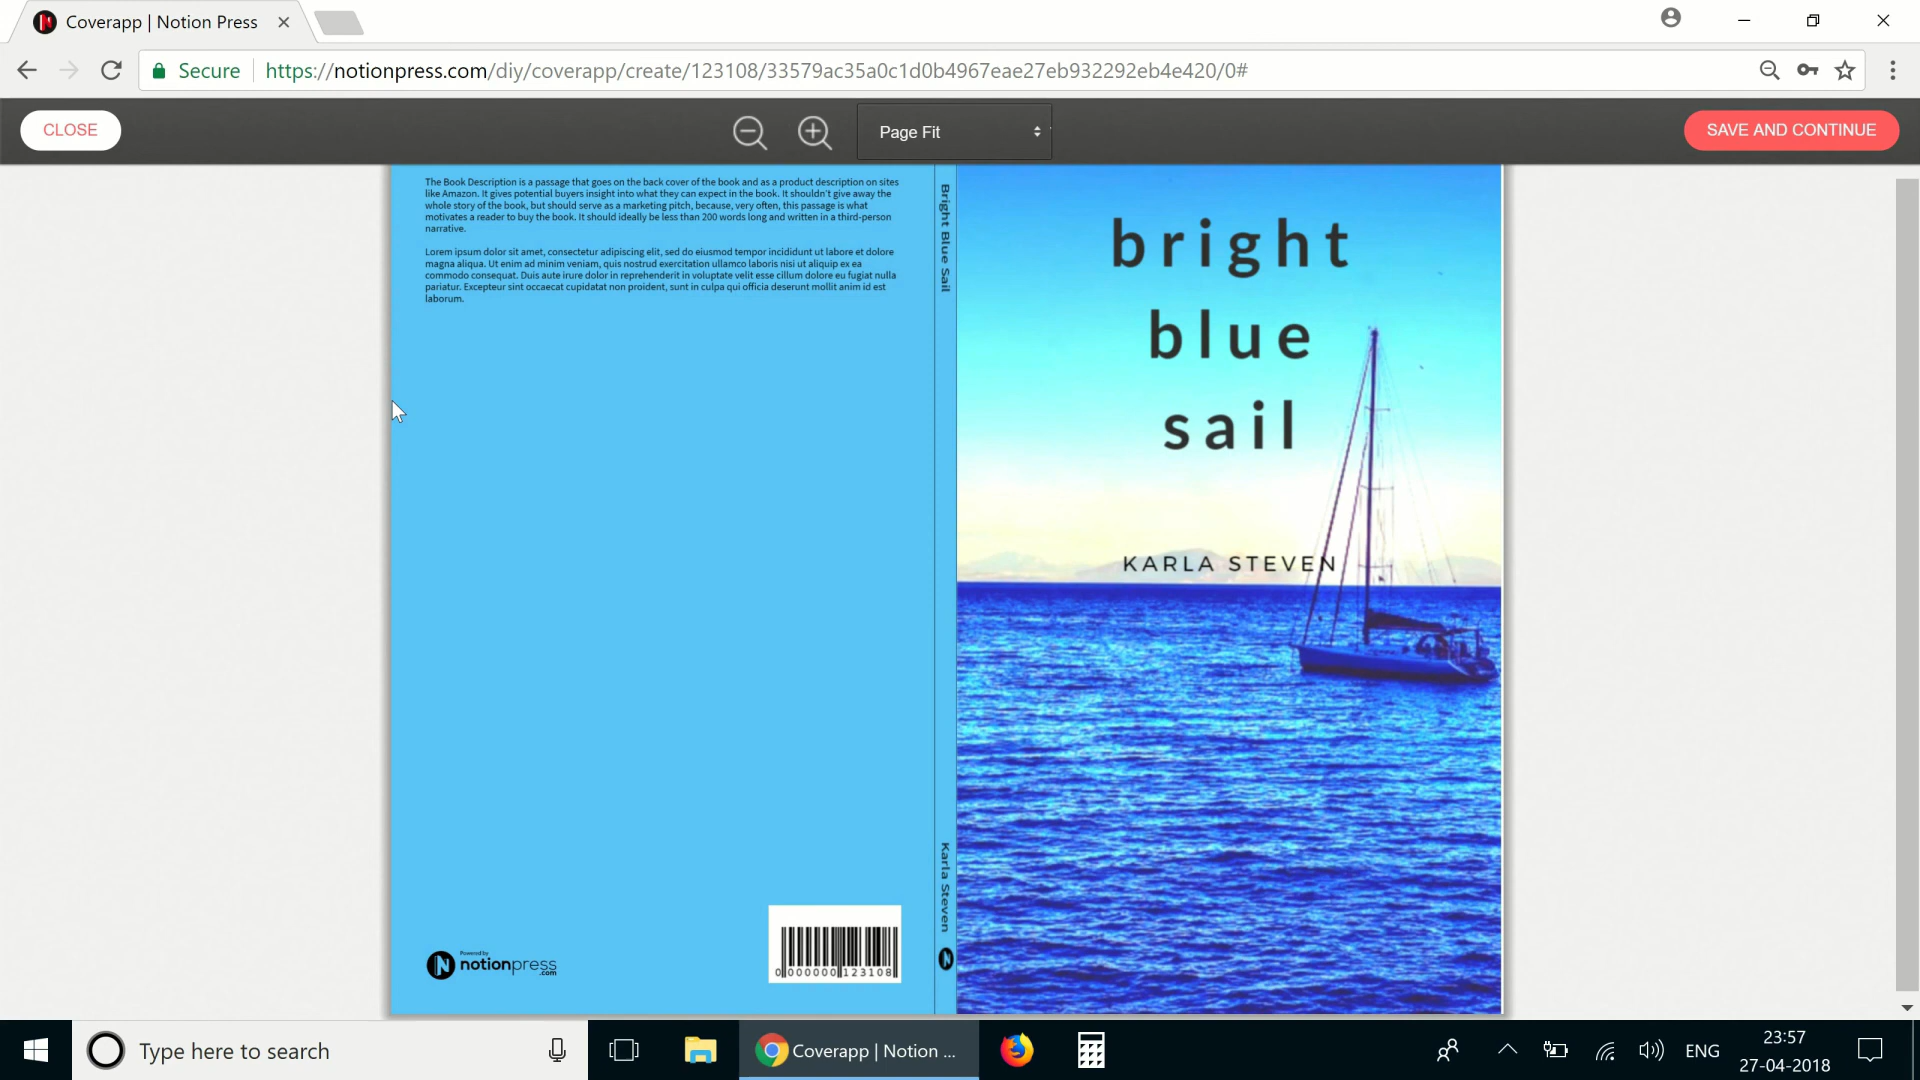 Coverapp | Notion Press
Secure
https://notionpress.com/diy/coverapp/create/123108/33579ac35a0c1d0b4967eae27eb932292eb4e420/0#
CLOSE
Page Fit
SAVE AND CONTINUE
The Book Description is a passage that goes on the back cover of the book and as a product description on sites
like Amazon. It gives potential buyers insight into what they can expect in the book. It shouldn't give away the
whole story of the book, but should serve as a marketing pitch, because, very often, this passage is what
motivates a reader to buy the book. It should ideally be less than 200 words long and written in a third-person
narrative.
Lorem ipsum dolor sit amet, consectetur adipiscing elit, sed do eiusmod tempor incididunt ut labore et dolore
magna aliqua. Ut enim ad minim veniam, quis nostrud exercitation ullamco laboris nisi ut aliquip ex ea
commodo consequat. Duis aute irure dolor in reprehenderit in voluptate velit esse cillum dolore eu fugiat nulla
pariatur. Excepteur sint occaecat cupidatat non proident, sunt in culpa qui officia deserunt mollit anim id est
laborum.
Powered by
notionpress
.com
0 000000 123108
Bright Blue Sail
Karla Steven
bright
blue
sail
KARLA STEVEN
Type here to search
Coverapp | Notion ...
ENG
23:57
27-04-2018